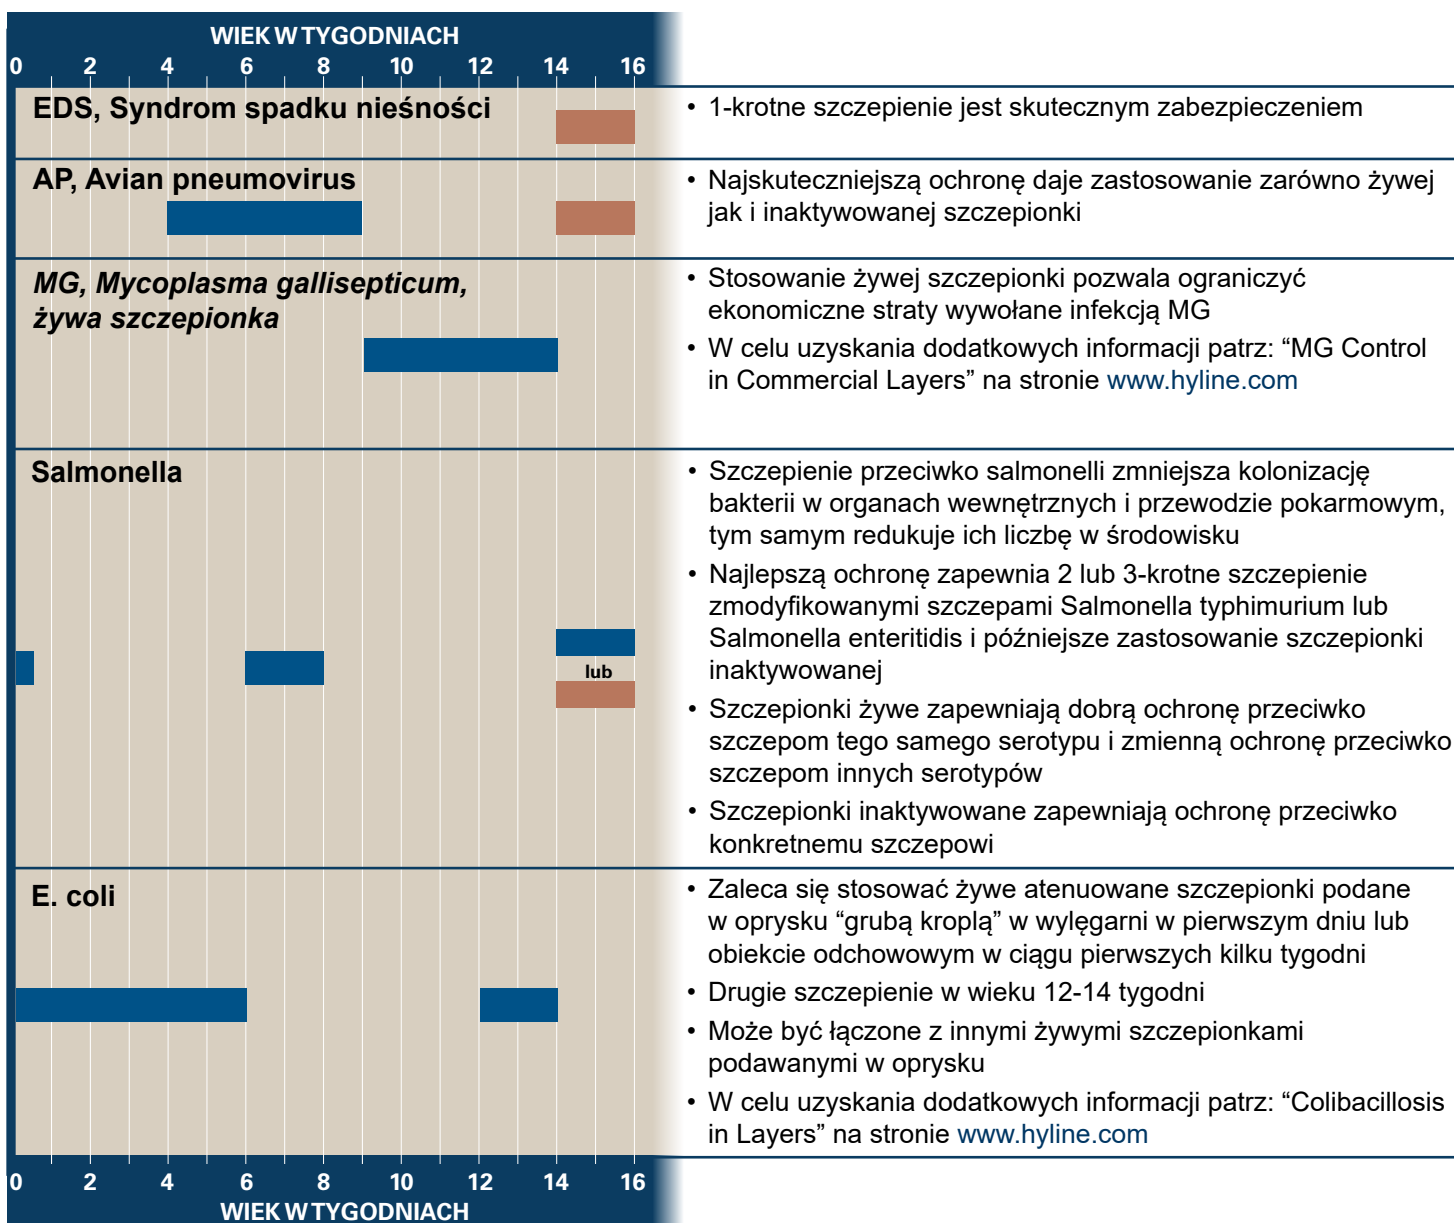 WIEK W TYGODNIACH
0 2 4 6 8 10 12 14 16
EDS, Syndrom spadku nieśności
• 1-krotne szczepienie jest skutecznym zabezpieczeniem
AP, Avian pneumovirus
• Najskuteczniejszą ochronę daje zastosowanie zarówno żywej
jak i inaktywowanej szczepionki
MG, Mycoplasma gallisepticum,
żywa szczepionka
• Stosowanie żywej szczepionki pozwala ograniczyć
ekonomiczne straty wywołane infekcją MG
• W celu uzyskania dodatkowych informacji patrz: “MG Control
in Commercial Layers” na stronie www.hyline.com
Salmonella
lub
• Szczepienie przeciwko salmonelli zmniejsza kolonizację
bakterii w organach wewnętrznych i przewodzie pokarmowym,
tym samym redukuje ich liczbę w środowisku
• Najlepszą ochronę zapewnia 2 lub 3-krotne szczepienie
zmodyfikowanymi szczepami Salmonella typhimurium lub
Salmonella enteritidis i późniejsze zastosowanie szczepionki
inaktywowanej
• Szczepionki żywe zapewniają dobrą ochronę przeciwko
szczepom tego samego serotypu i zmienną ochronę przeciwko
szczepom innych serotypów
• Szczepionki inaktywowane zapewniają ochronę przeciwko
konkretnemu szczepowi
E. coli
• Zaleca się stosować żywe atenuowane szczepionki podane
w oprysku “grubą kroplą” w wylęgarni w pierwszym dniu lub
obiekcie odchowowym w ciągu pierwszych kilku tygodni
• Drugie szczepienie w wieku 12-14 tygodni
• Może być łączone z innymi żywymi szczepionkami
podawanymi w oprysku
• W celu uzyskania dodatkowych informacji patrz: “Colibacillosis
in Layers” na stronie www.hyline.com
0 2 4 6 8 10 12 14 16
WIEK W TYGODNIACH